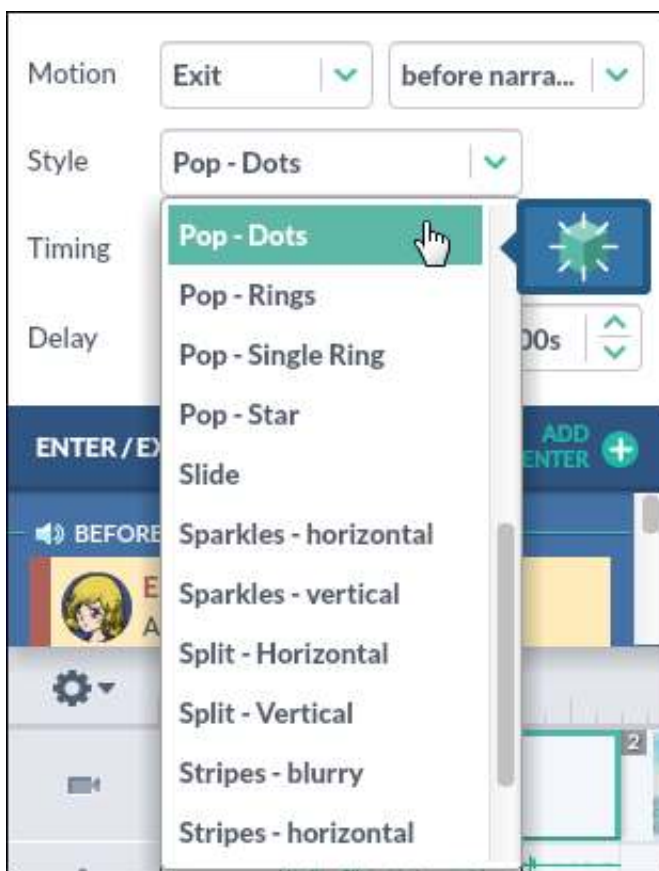 Motion Exit before narra...
Style Pop - Dots
Timing Pop - Dots
Pop - Rings
Delay 00s
Pop - Single Ring
Pop - Star
ENTER / EX ADD
ENTER
Slide
BEFORE Sparkles - horizontal
E
A
Sparkles - vertical
Split - Horizontal
Split - Vertical
2
Stripes - blurry
Stripes - horizontal